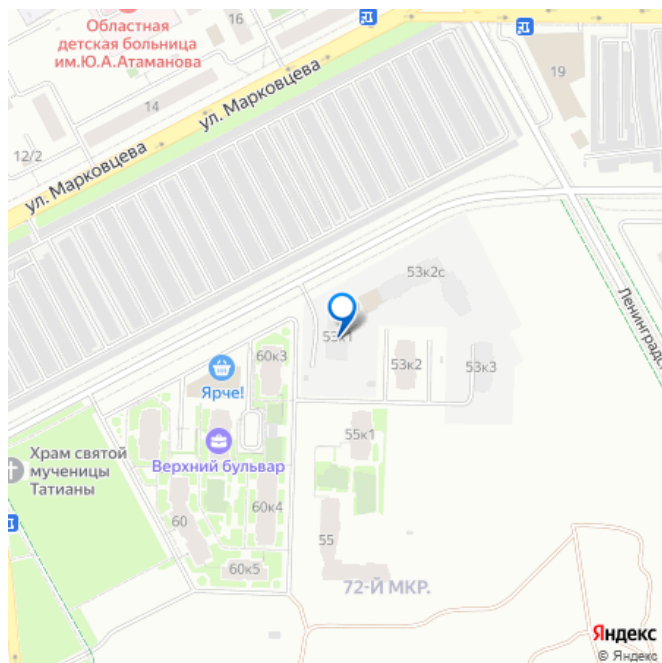 Областная
детская больница
им.Ю.А.Атаманова
16
14
12/2
ул. Марковцева
ул. Марковцева
19
53к2с
53к1
53к2
53к3
Ленинградс
60к3
Ярче!
55к1
Верхний бульвар
Храм святой
мученицы
Татианы
60
60к4
60к5
55
72-Й МКР.
Яндекс
© Яндекс